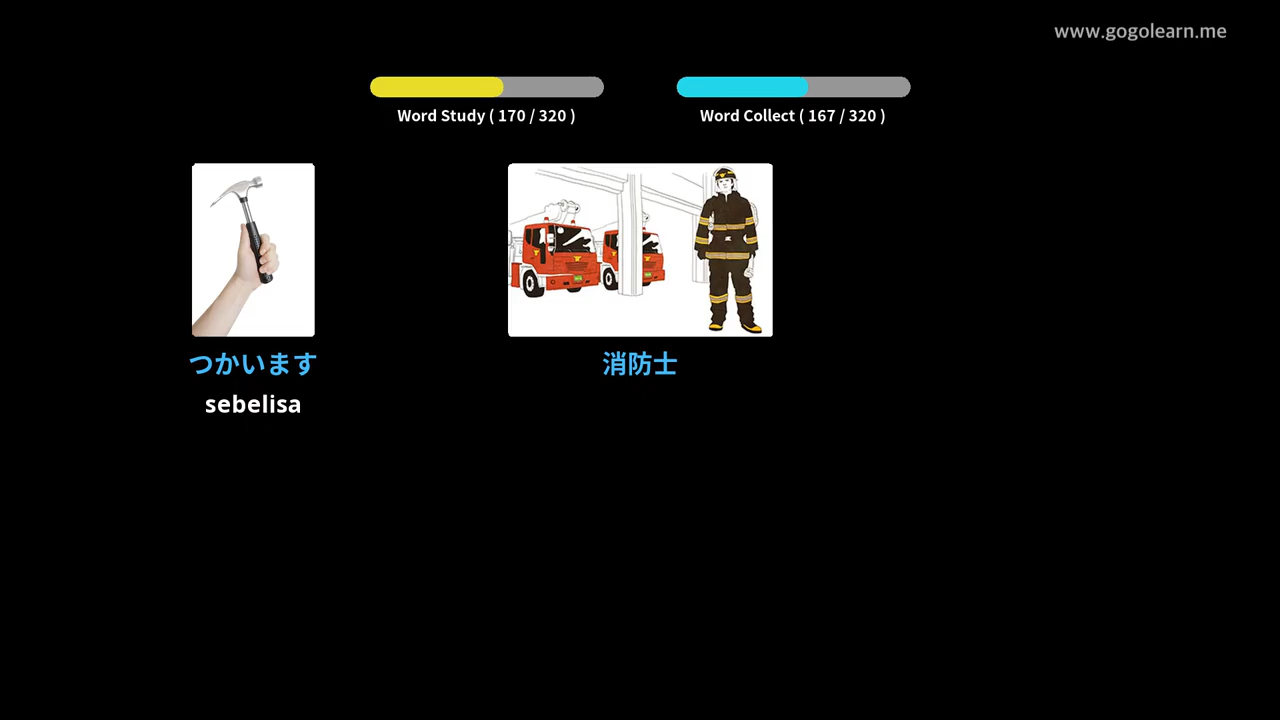 www.gogolearn.me
Word Study ( 170 / 320 )
Word Collect ( 167 / 320 )
つかいます
sebelisa
消防士